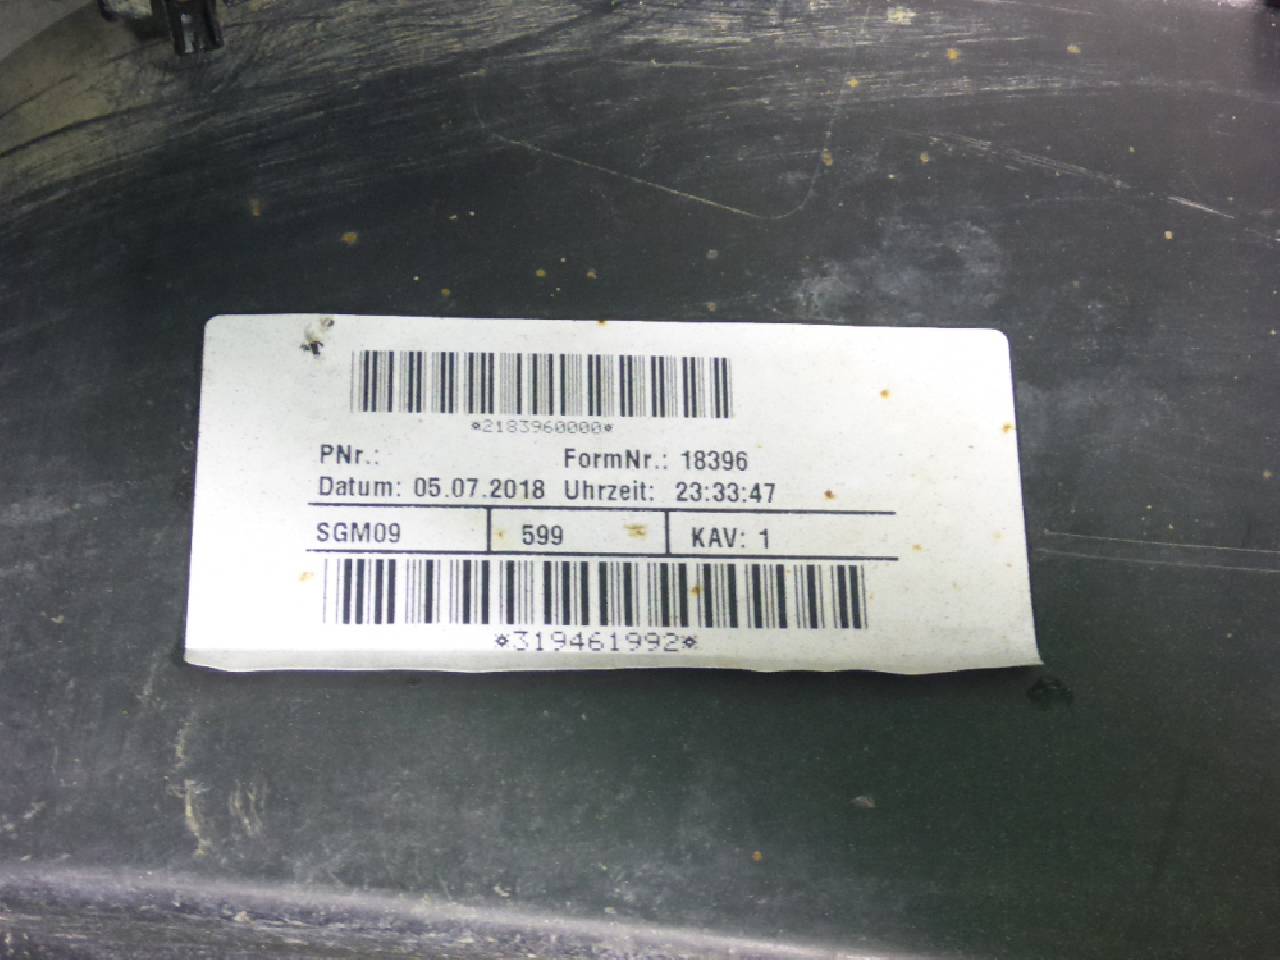 *2183960000*
PNr.: FormNr.: 18396
Datum: 05.07.2018 Uhrzeit: 23:33:47
SGM09 599 KAV: 1
*319461992*